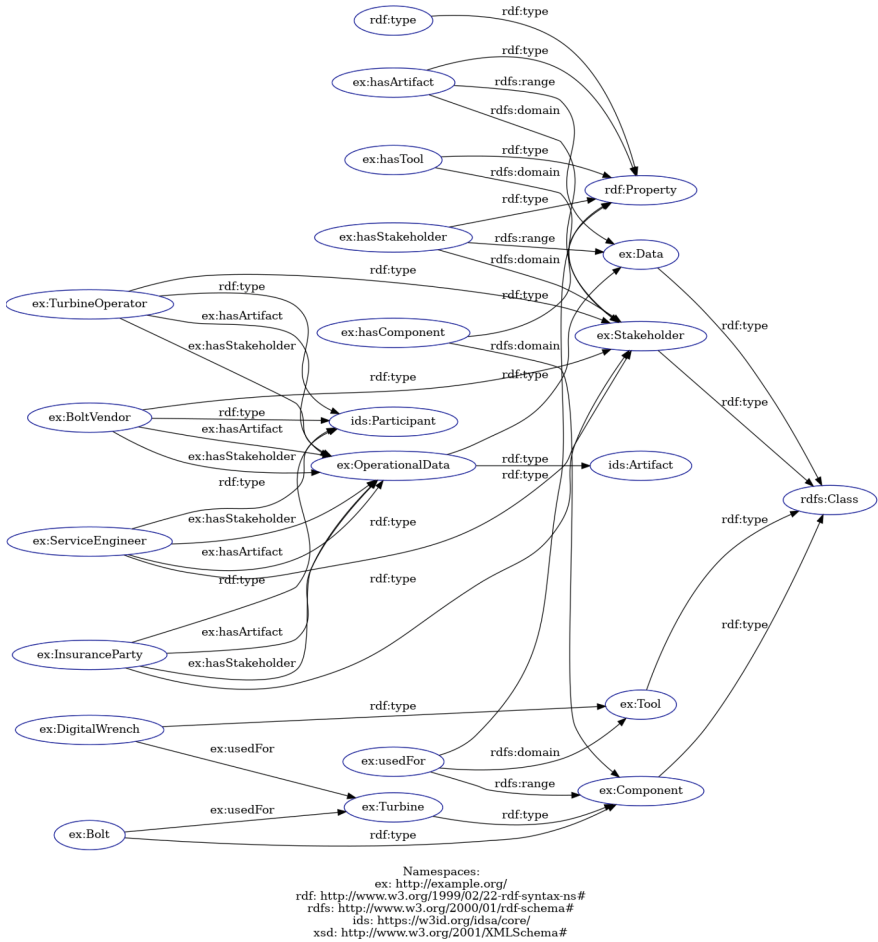 rdf:type
rdf:type
ex:hasArtifact
rdf:type
rdfs:range
rdfs:domain
ex:hasTool
rdf:type
rdfs:domain
rdf:Property
ex:hasStakeholder
rdf:type
rdfs:range
rdfs:domain
ex:Data
ex:TurbineOperator
rdf:type
rdf:type
ex:hasArtifact
ex:hasStakeholder
ex:hasComponent
rdf:type
rdfs:domain
ex:Stakeholder
rdf:type
rdf:type
ex:BoltVendor
rdf:type
rdf:type
ex:hasArtifact
ex:hasStakeholder
rdf:type
ids:Participant
ex:OperationalData
rdf:type
rdf:type
ids:Artifact
rdfs:Class
ex:ServiceEngineer
rdf:type
ex:hasStakeholder
ex:hasArtifact
rdf:type
rdf:type
ex:InsuranceParty
rdf:type
ex:hasArtifact
ex:hasStakeholder
rdf:type
rdf:type
ex:DigitalWrench
rdf:type
ex:usedFor
ex:Tool
ex:usedFor
rdfs:domain
rdfs:range
ex:Component
ex:Turbine
rdf:type
ex:Bolt
ex:usedFor
rdf:type
Namespaces:
ex: http://example.org/
rdf: http://www.w3.org/1999/02/22-rdf-syntax-ns#
rdfs: http://www.w3.org/2000/01/rdf-schema#
ids: https://w3id.org/idsa/core/
xsd: http://www.w3.org/2001/XMLSchema#